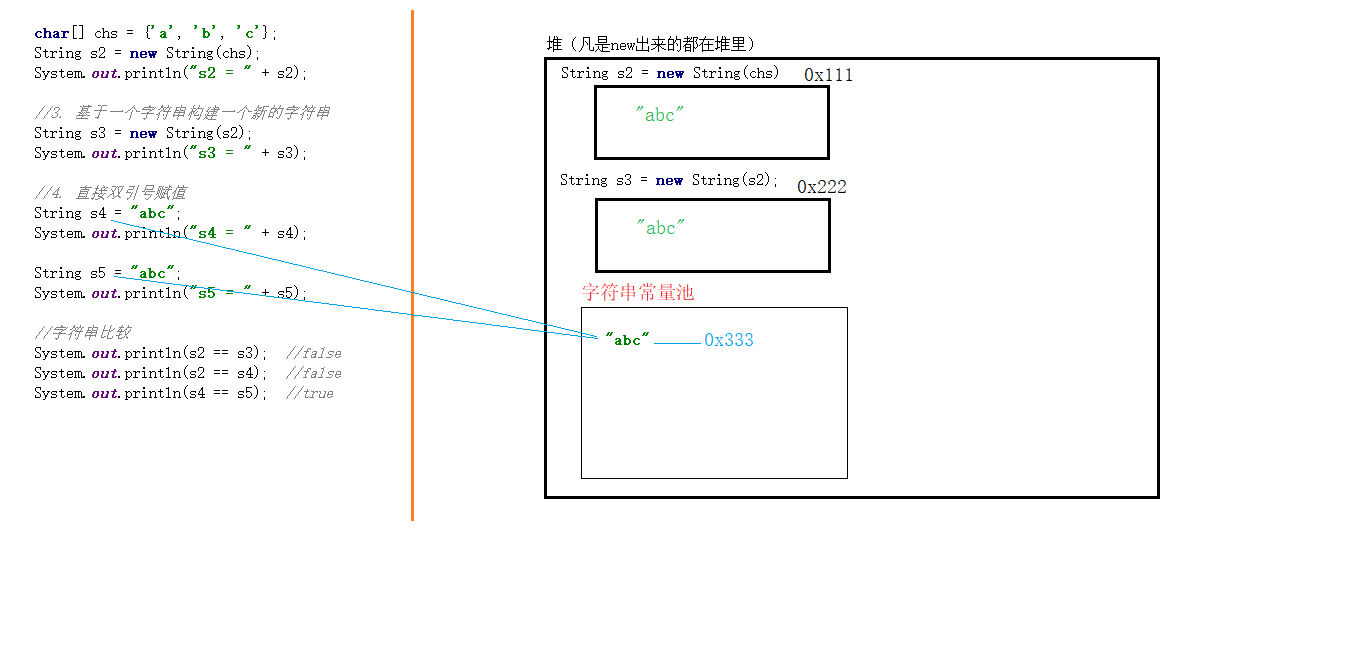 char[] chs = {'a', 'b', 'c'};
String s2 = new String(chs);
System.out.println("s2 = " + s2);
//3. 基于一个字符串构建一个新的字符串
String s3 = new String(s2);
System.out.println("s3 = " + s3);
//4. 直接双引号赋值
String s4 = "abc";
System.out.println("s4 = " + s4);
String s5 = "abc";
System.out.println("s5 = " + s5);
//字符串比较
System.out.println(s2 == s3); //false
System.out.println(s2 == s4); //false
System.out.println(s4 == s5); //true
堆（凡是new出来的都在堆里）
String s2 = new String(chs) 0x111
"abc"
String s3 = new String(s2); 0x222
"abc"
字符串常量池
"abc" 0x333